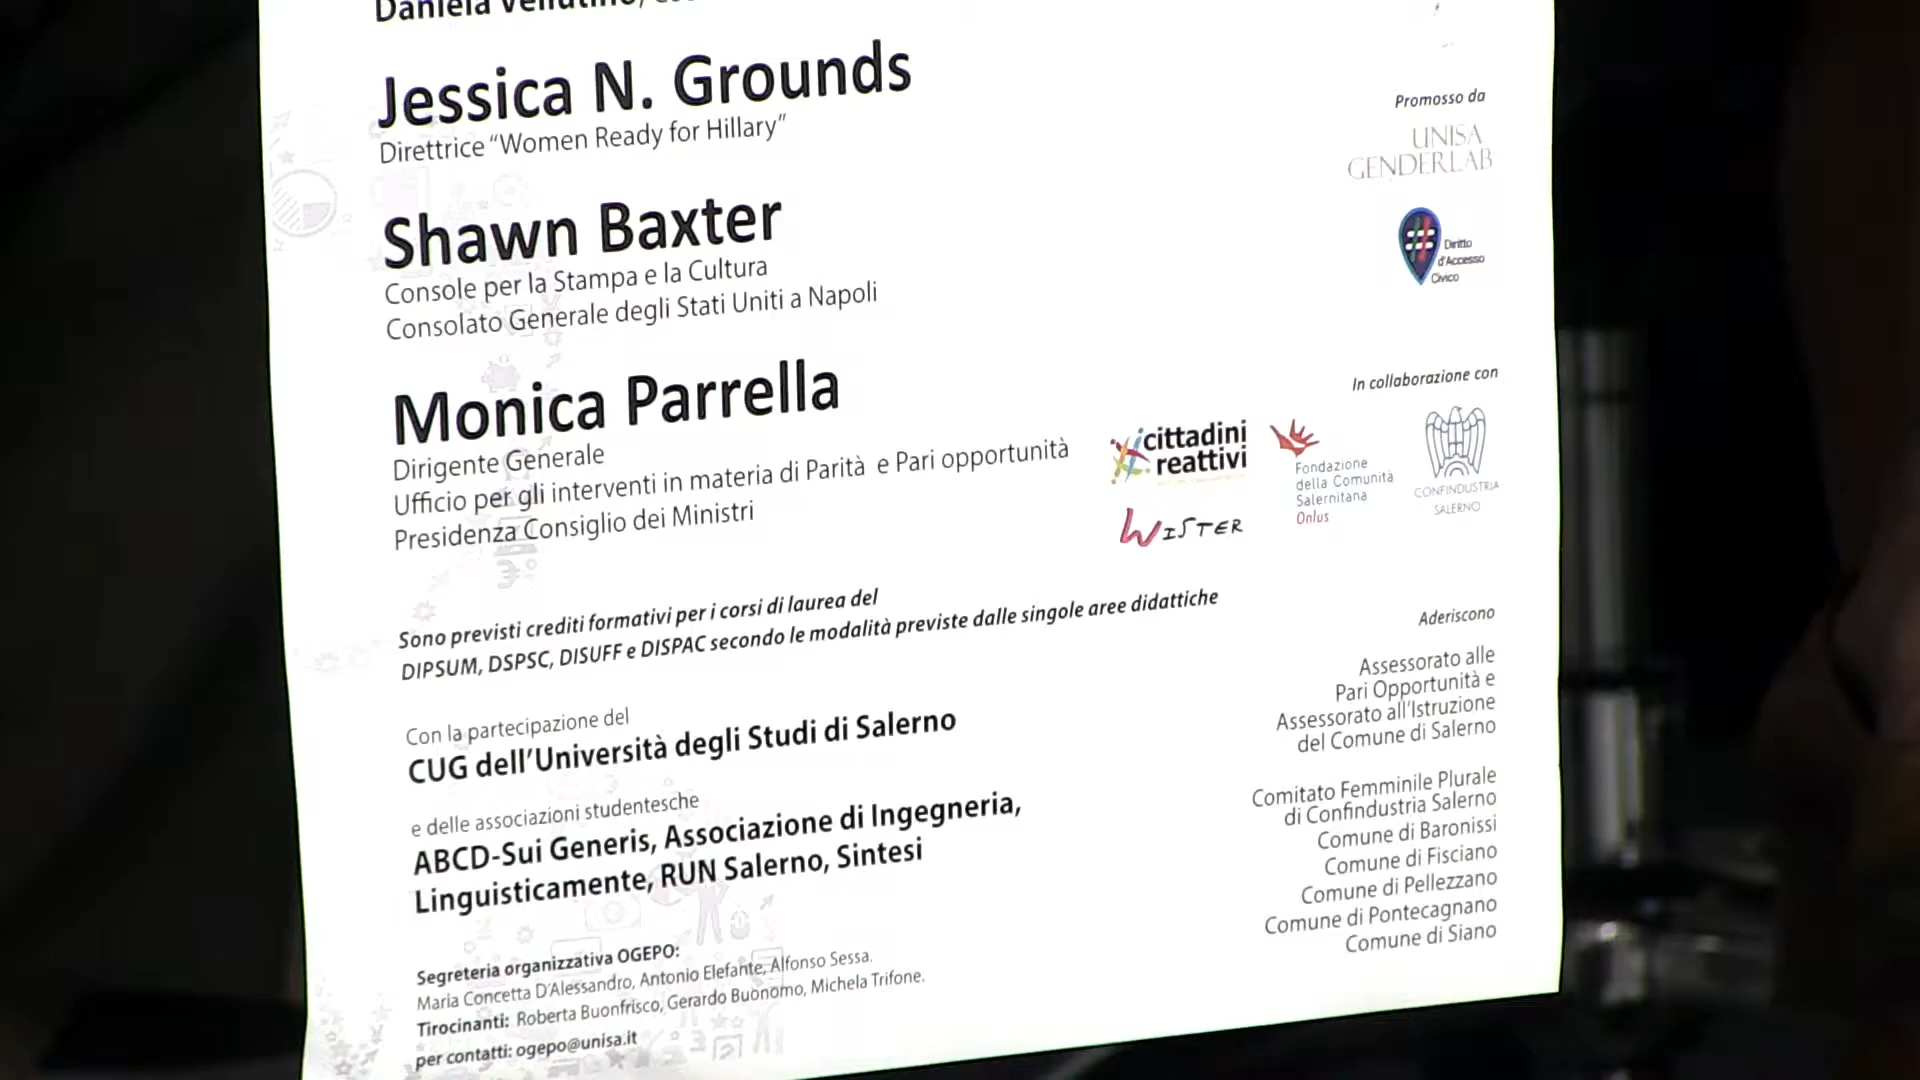 Daniela
Jessica N. Grounds
Direttrice “Women Ready for Hillary”
Shawn Baxter
Console per la Stampa e la Cultura
Consolato Generale degli Stati Uniti a Napoli
Monica Parrella
Dirigente Generale
Ufficio per gli interventi in materia di Parità e Pari opportunità
Presidenza Consiglio dei Ministri
Sono previsti crediti formativi per i corsi di laurea del
DIPSUM, DSPSC, DISUFF e DISPAC secondo le modalità previste dalle singole aree didattiche
Con la partecipazione del
CUG dell’Università degli Studi di Salerno
e delle associazioni studentesche
ABCD-Sui Generis, Associazione di Ingegneria,
Linguisticamente, RUN Salerno, Sintesi
Segreteria organizzativa OGEPO:
Maria Concetta D’Alessandro, Antonio Elefante, Alfonso Sessa.
Tirocinanti: Roberta Buonfrisco, Gerardo Buonomo, Michela Trifone.
per contatti: ogepo@unisa.it
Promosso da
UNISA
GENDERLAB
Diritto
d'Accesso
Civico
In collaborazione con
#cittadini
reattivi
WISTER
Fondazione
della Comunità
Salernitana
Onlus
CONFINDUSTRIA
SALERNO
Aderiscono
Assessorato alle
Pari Opportunità e
Assessorato all’Istruzione
del Comune di Salerno
Comitato Femminile Plurale
di Confindustria Salerno
Comune di Baronissi
Comune di Fisciano
Comune di Pellezzano
Comune di Pontecagnano
Comune di Siano